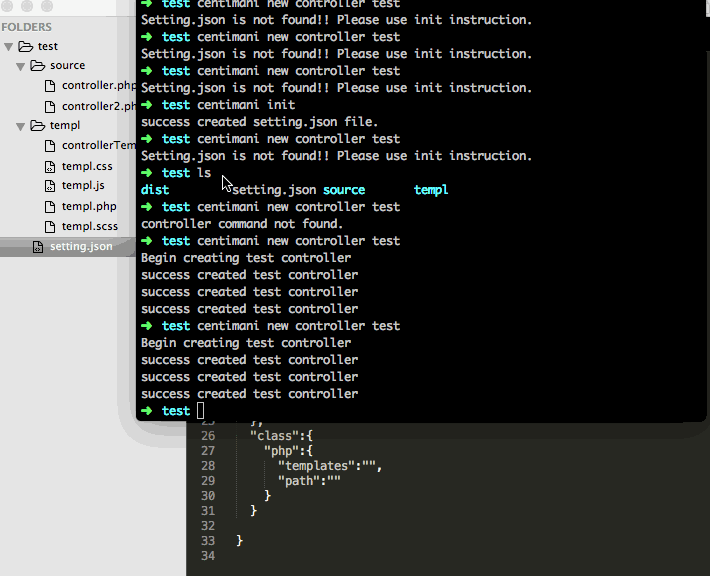 FOLDERS
test
source
controller.php
controller2.ph
templ
controllerTem
templ.css
templ.js
templ.php
templ.scss
setting.json
➜ test centimani new controller test
Setting.json is not found!! Please use init instruction.
➜ test centimani new controller test
Setting.json is not found!! Please use init instruction.
➜ test centimani new controller test
Setting.json is not found!! Please use init instruction.
➜ test centimani init
success created setting.json file.
➜ test centimani new controller test
Setting.json is not found!! Please use init instruction.
➜ test ls
dist setting.json source templ
➜ test centimani new controller test
controller command not found.
➜ test centimani new controller test
Begin creating test controller
success created test controller
success created test controller
success created test controller
➜ test centimani new controller test
Begin creating test controller
success created test controller
success created test controller
success created test controller
➜ test
25 },
26 "class":{
27 "php":{
28 "templates":"",
29 "path":""
30 }
31 }
32
33 }
34